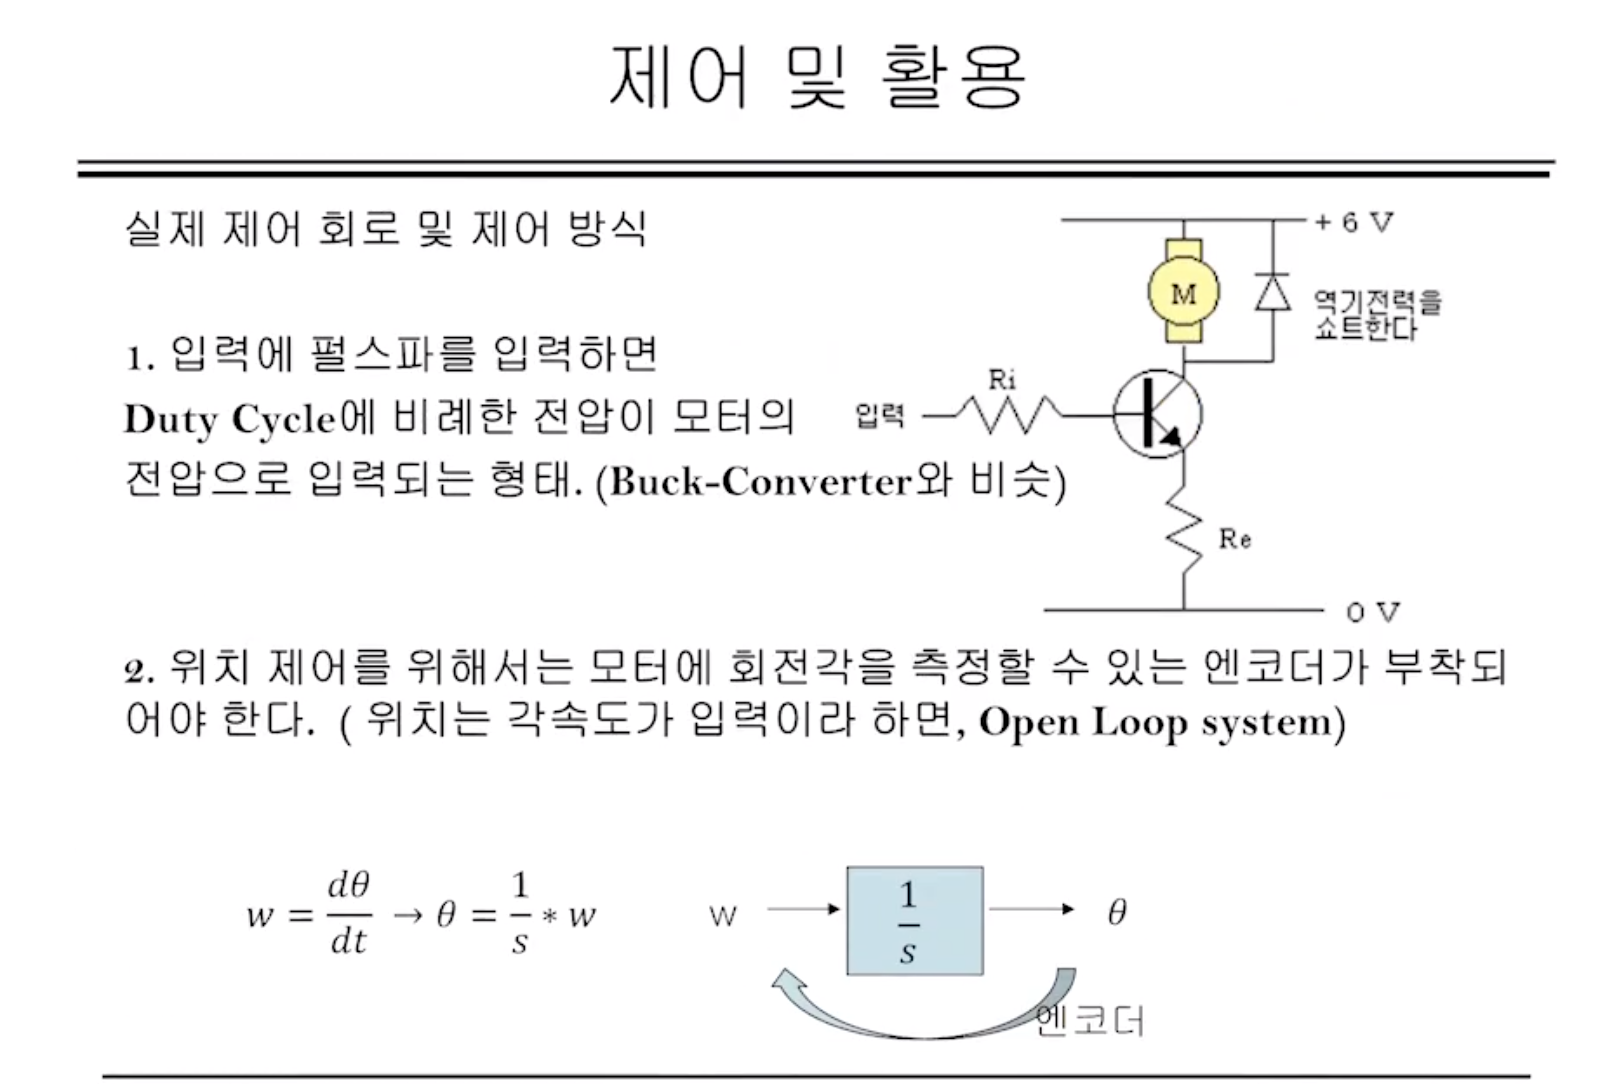 제어 및 활용
실제 제어 회로 및 제어 방식
1. 입력에 펄스파를 입력하면
Duty Cycle에 비례한 전압이 모터의
전압으로 입력되는 형태. (Buck-Converter와 비슷)
+ 6 V
M
역기전력을
쇼트한다
Ri
입력
Re
0 V
2. 위치 제어를 위해서는 모터에 회전각을 측정할 수 있는 엔코더가 부착되
어야 한다. ( 위치는 각속도가 입력이라 하면, Open Loop system)
w = dθ/dt → θ = 1/s * w
w
1/s
θ
엔코더